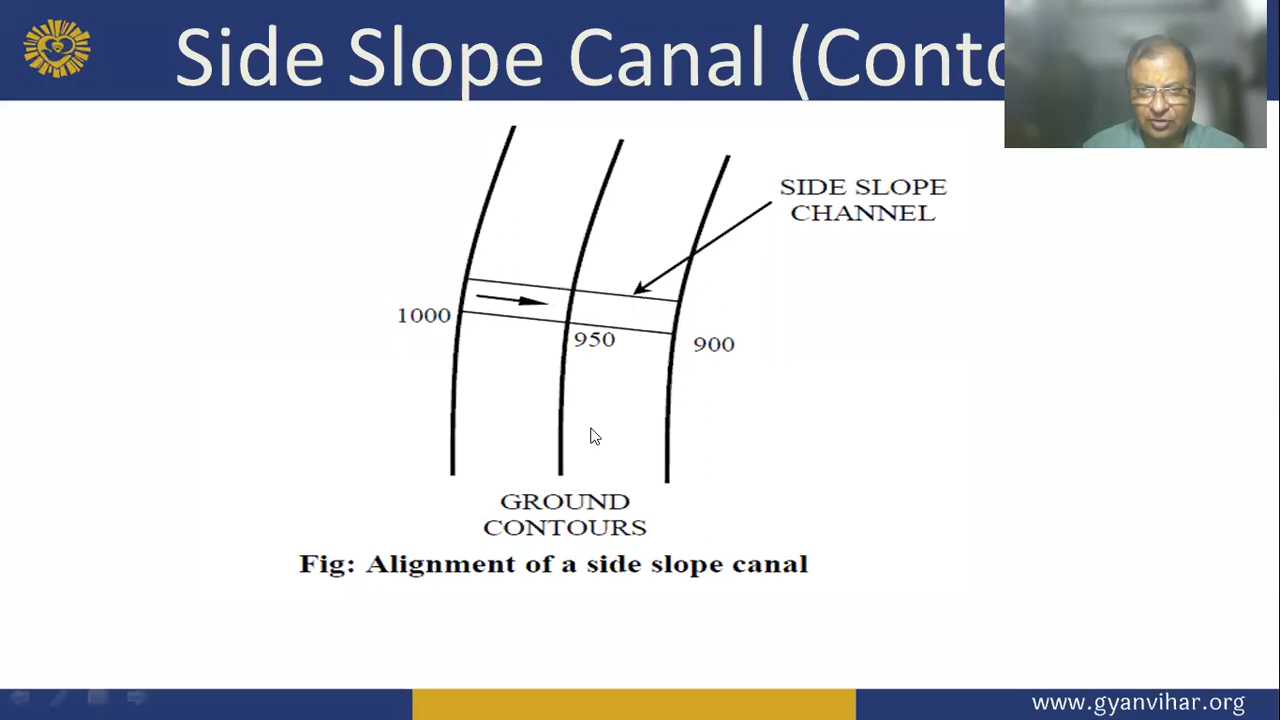 Side Slope Canal (Conto
SIDE SLOPE
CHANNEL
1000
950
900
GROUND
CONTOURS
Fig: Alignment of a side slope canal
www.gyanvihar.org